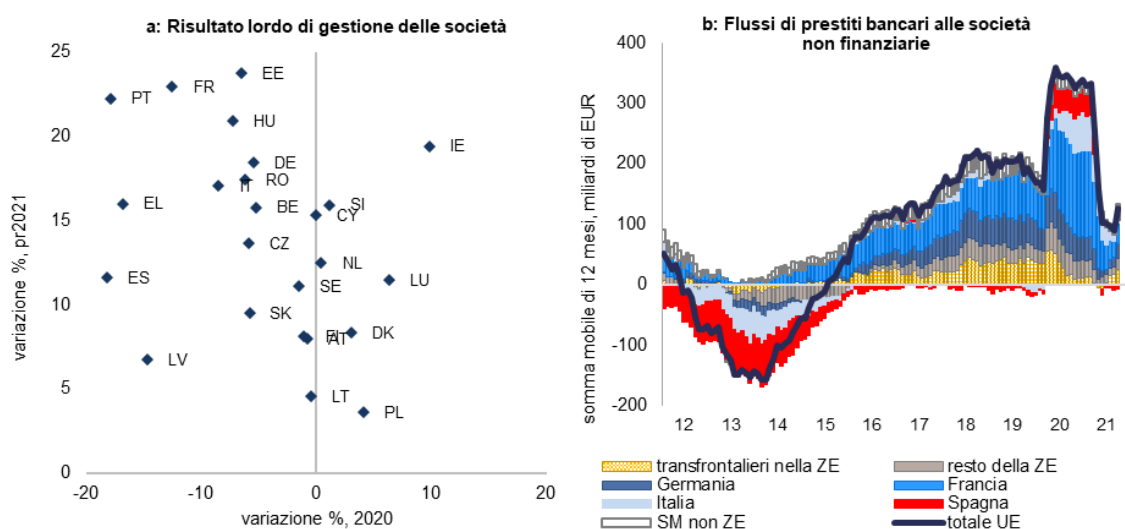 a: Risultato lordo di gestione delle società
25
20
15
10
5
0
-20
-10
0
10
20
variazione %, pr2021
variazione %, 2020
EE
FR
PT
HU
IE
DE
RO
IT
EL
BE
SI
CY
CZ
NL
ES
SE
LU
SK
FI
AT
DK
LV
LT
PL
b: Flussi di prestiti bancari alle società
non finanziarie
400
300
200
100
0
-100
-200
somma mobile di 12 mesi, miliardi di EUR
12 13 14 15 16 17 18 19 20 21
transfrontalieri nella ZE
resto della ZE
Germania
Francia
Italia
Spagna
SM non ZE
totale UE